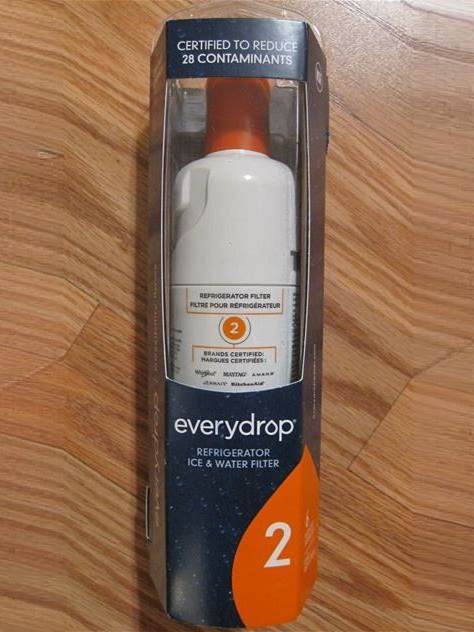 CERTIFIED TO REDUCE
28 CONTAMINANTS
REFRIGERATOR FILTER
FILTRE POUR RÉFRIGÉRATEUR
2
BRANDS CERTIFIED:
MARQUES CERTIFIÉES:
Whirlpool MAYTAG AMANA
JENNAIR KitchenAid
everydrop
REFRIGERATOR
ICE & WATER FILTER
2